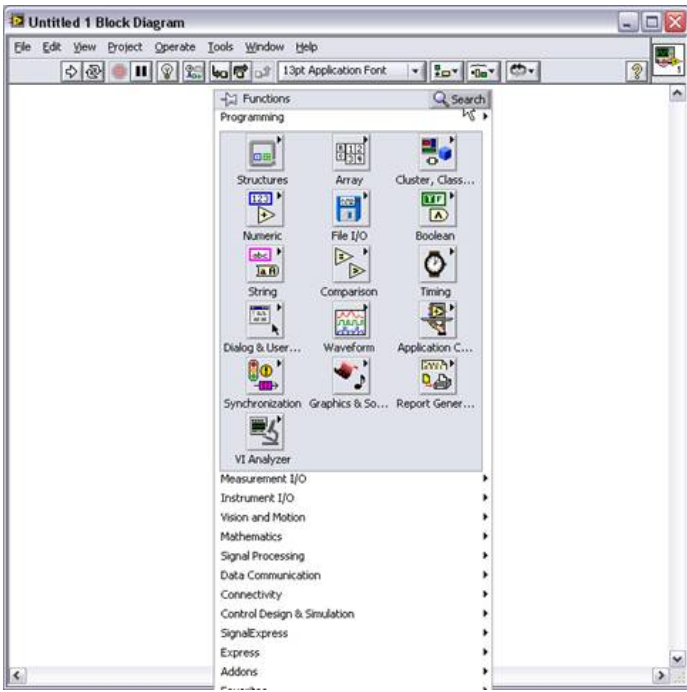 Untitled 1 Block Diagram
File Edit View Project Operate Tools Window Help
13pt Application Font
1
Functions Search
Programming
Structures Array Cluster, Class...
Numeric File I/O Boolean
String Comparison Timing
Dialog & User... Waveform Application C...
Synchronization Graphics & So... Report Gener...
VI Analyzer
Measurement I/O
Instrument I/O
Vision and Motion
Mathematics
Signal Processing
Data Communication
Connectivity
Control Design & Simulation
SignalExpress
Express
Addons
Favorites